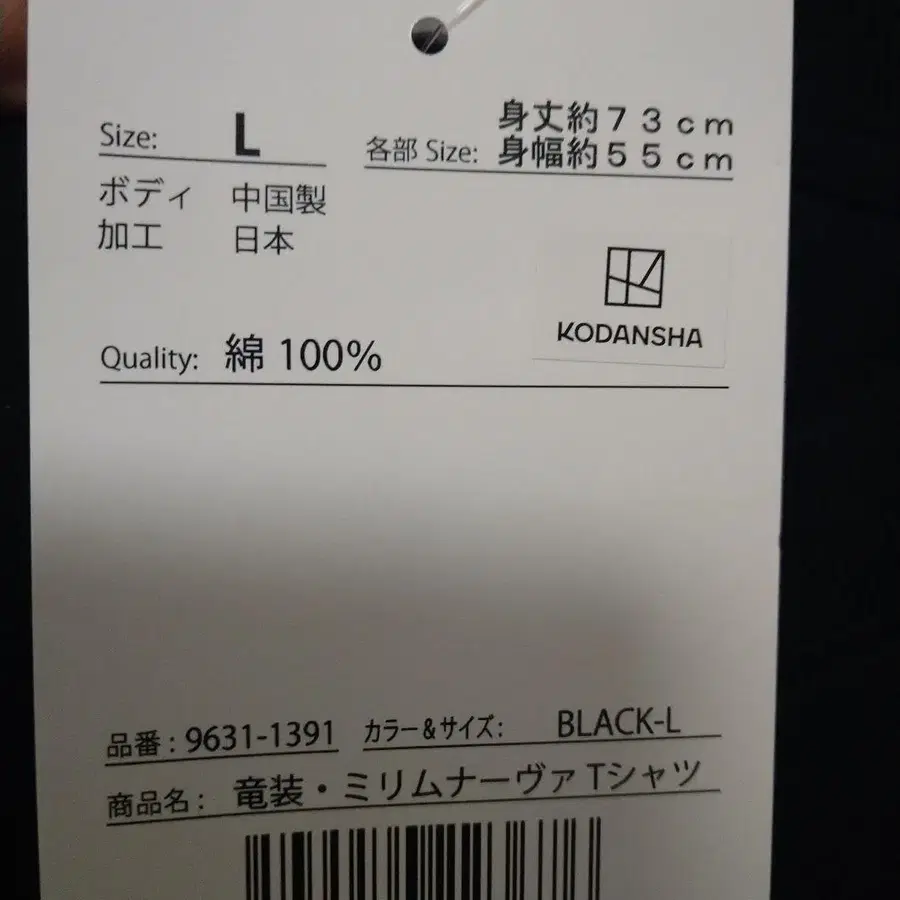 Size: L
各部 Size: 身丈約７３ｃｍ
身幅約５５ｃｍ
ボディ 中国製
加工 日本
KODANSHA
Quality: 綿 100%
品番 : 9631-1391 カラー&サイズ: BLACK-L
商品名 : 竜装・ミリムナーヴァ Tシャツ